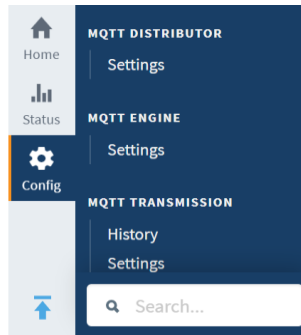 Home
Status
Config
MQTT DISTRIBUTOR
Settings
MQTT ENGINE
Settings
MQTT TRANSMISSION
History
Settings
Search...